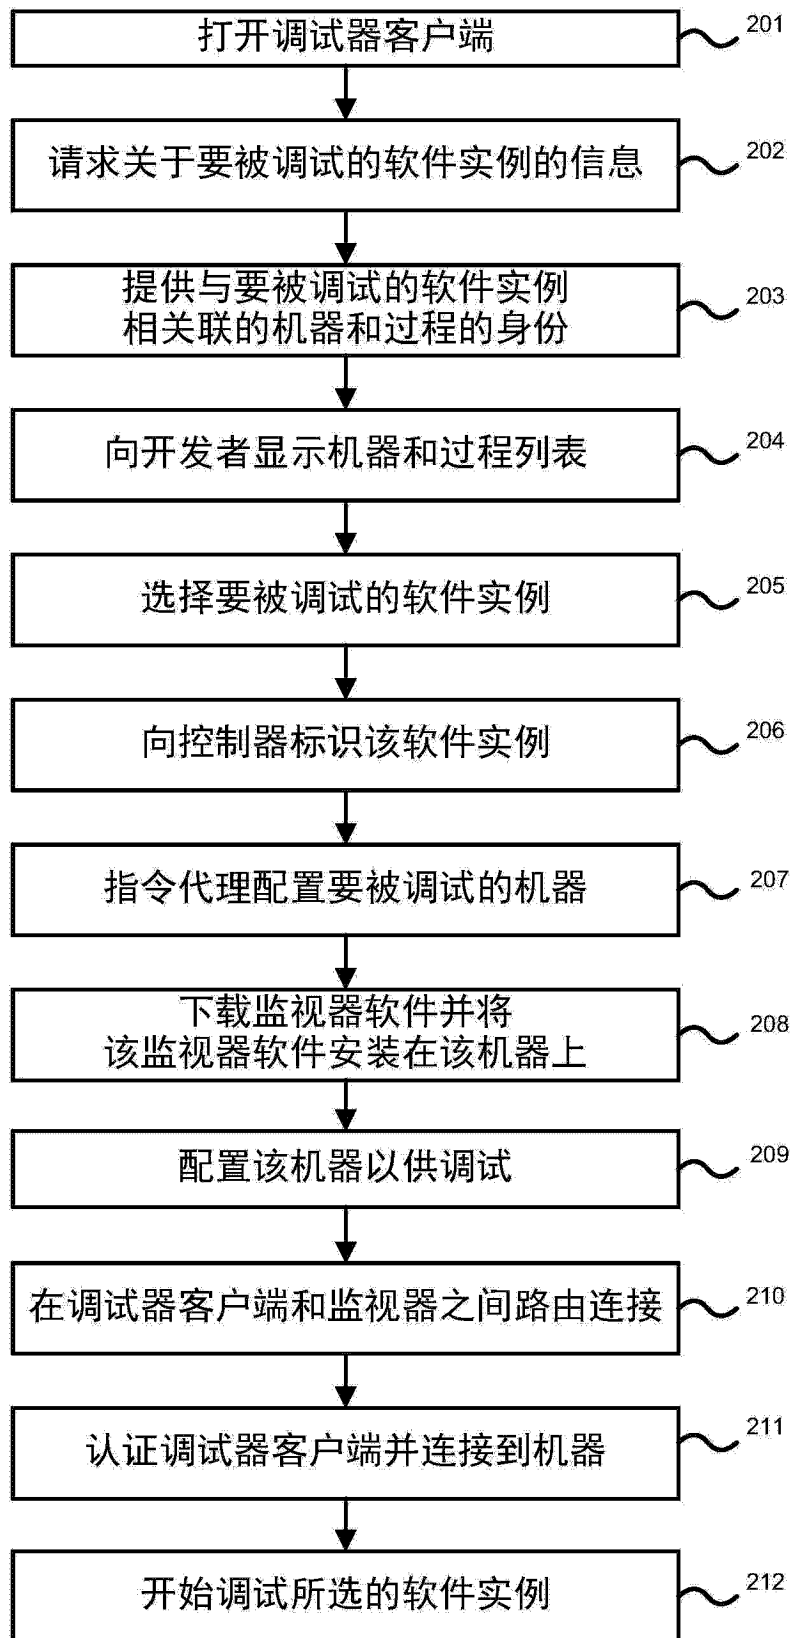 打开调试器客户端
201
请求关于要被调试的软件实例的信息
202
提供与要被调试的软件实例
相关联的机器和过程的身份
203
向开发者显示机器和过程列表
204
选择要被调试的软件实例
205
向控制器标识该软件实例
206
指令代理配置要被调试的机器
207
下载监视器软件并将
该监视器软件安装在该机器上
208
配置该机器以供调试
209
在调试器客户端和监视器之间路由连接
210
认证调试器客户端并连接到机器
211
开始调试所选的软件实例
212